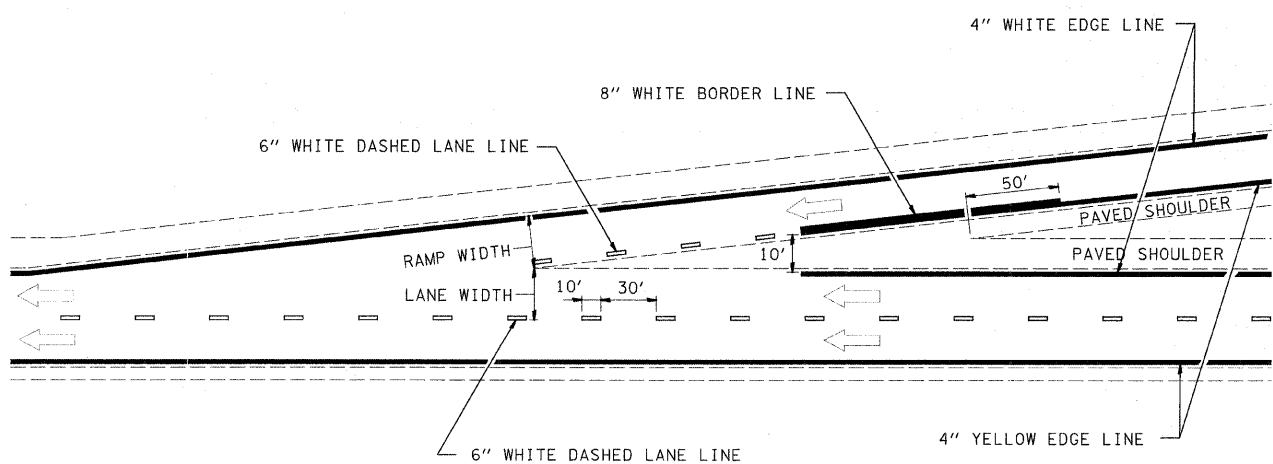 4" WHITE EDGE LINE
8" WHITE BORDER LINE
6" WHITE DASHED LANE LINE
50'
PAVED SHOULDER
RAMP WIDTH
10'
PAVED SHOULDER
LANE WIDTH
10'
30'
4" YELLOW EDGE LINE
6" WHITE DASHED LANE LINE